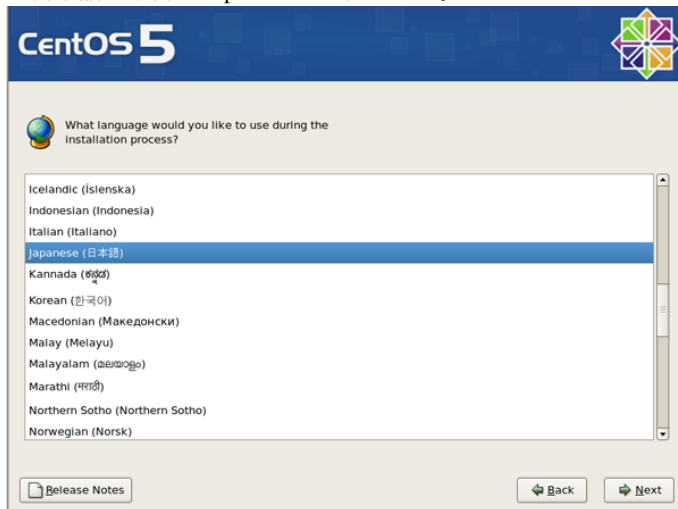 CentOS 5
What language would you like to use during the
installation process?
Icelandic (Íslenska)
Indonesian (Indonesia)
Italian (Italiano)
Japanese (日本語)
Kannada (ಕನ್ನಡ)
Korean (한국어)
Macedonian (Македонски)
Malay (Melayu)
Malayalam (മലയാളം)
Marathi (मराठी)
Northern Sotho (Northern Sotho)
Norwegian (Norsk)
Release Notes
Back
Next